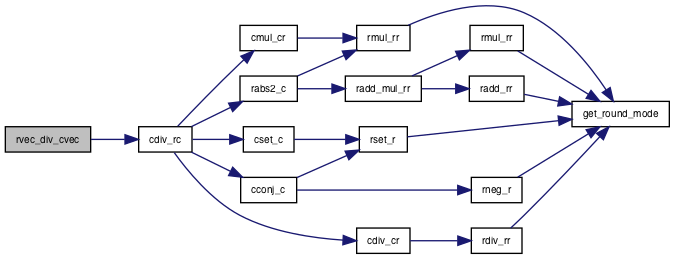 cmul_cr
rmul_rr
rmul_rr
rabs2_c
radd_mul_rr
radd_rr
get_round_mode
rvec_div_cvec
cdiv_rc
cset_c
rset_r
cconj_c
rneg_r
cdiv_cr
rdiv_rr